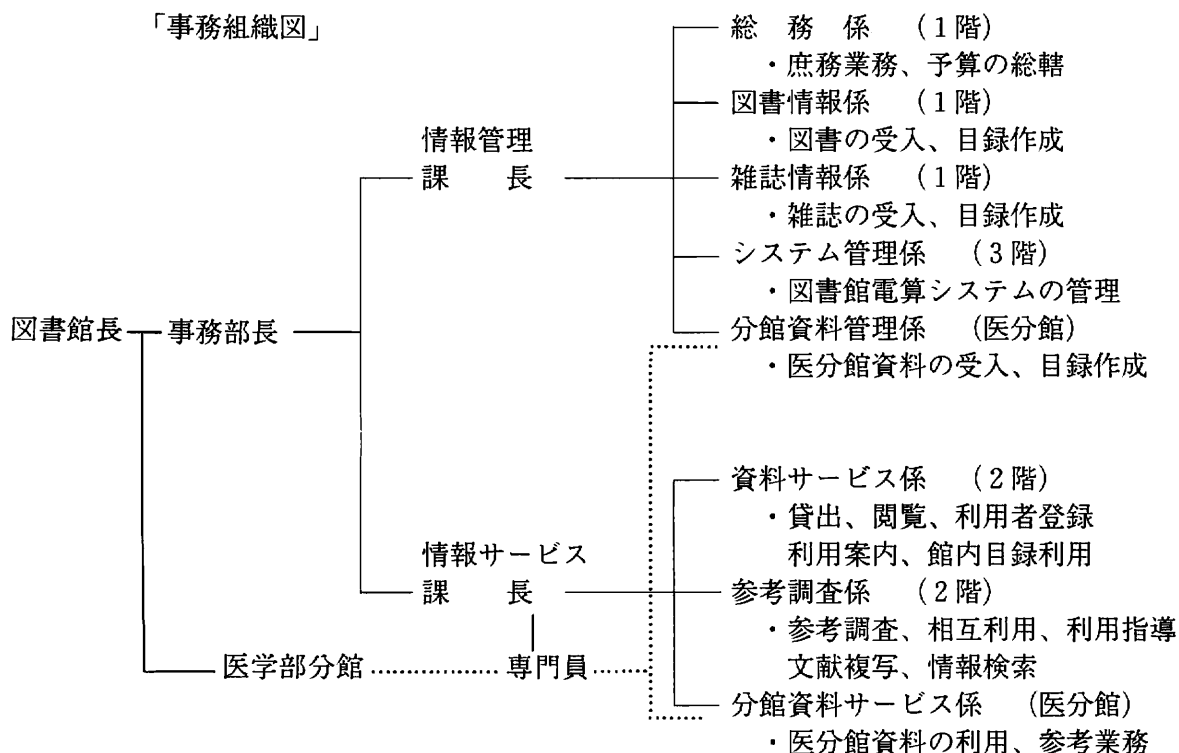 「事務組織図」
総 務 係 (1階)
・庶務業務、予算の総轄
図書情報係 (1階)
・図書の受入、目録作成
情報管理
課 長
雑誌情報係 (1階)
・雑誌の受入、目録作成
システム管理係 (3階)
・図書館電算システムの管理
図書館長 事務部長
分館資料管理係 (医分館)
・医分館資料の受入、目録作成
資料サービス係 (2階)
・貸出、閲覧、利用者登録
利用案内、館内目録利用
情報サービス
課 長
参考調査係 (2階)
・参考調査、相互利用、利用指導
文献複写、情報検索
医学部分館 専門員
分館資料サービス係 (医分館)
・医分館資料の利用、参考業務